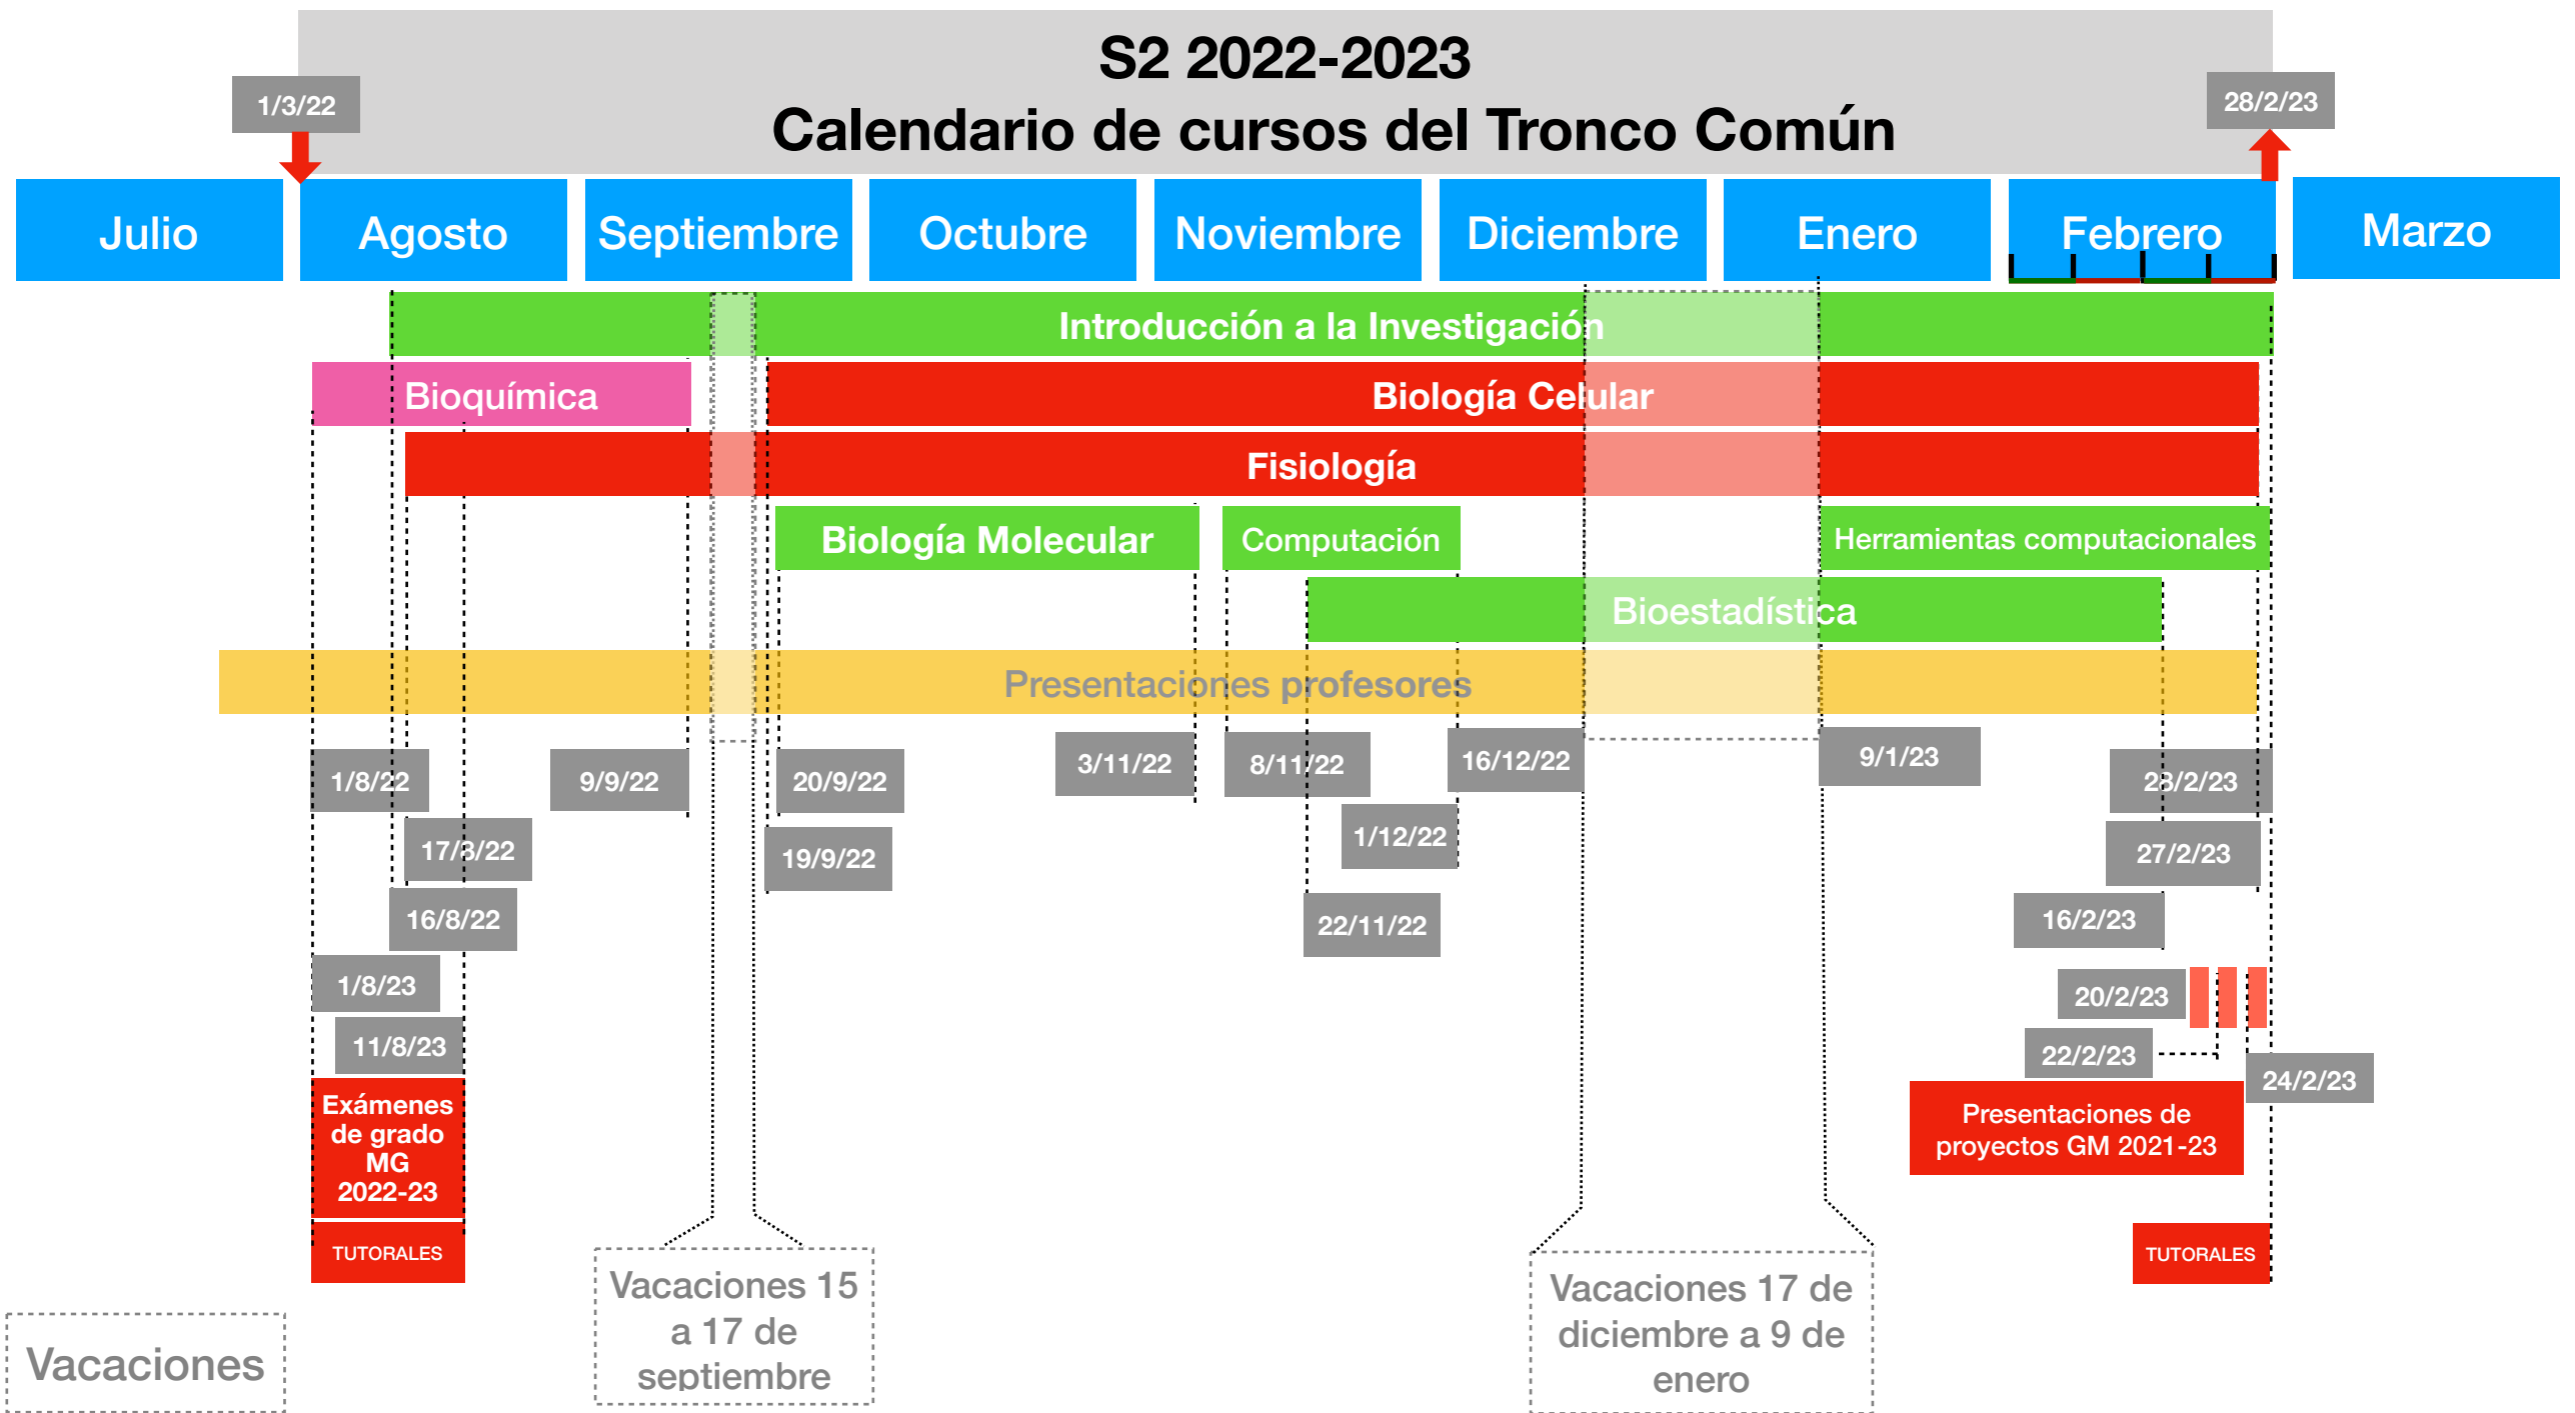 S2 2022-2023
Calendario de cursos del Tronco Común
1/3/22
28/2/23
Julio
Agosto
Septiembre
Octubre
Noviembre
Diciembre
Enero
Febrero
Marzo
Introducción a la Investigación
Bioquímica
Biología Celular
Fisiología
Biología Molecular
Computación
Herramientas computacionales
Bioestadística
Presentaciones profesores
1/8/22
9/9/22
20/9/22
3/11/22
8/11/22
16/12/22
9/1/23
28/2/23
17/8/22
19/9/22
1/12/22
27/2/23
16/8/22
22/11/22
16/2/23
1/8/23
20/2/23
11/8/23
22/2/23
24/2/23
Exámenes
de grado
MG
2022-23
Presentaciones de
proyectos GM 2021-23
TUTORALES
TUTORALES
Vacaciones 15
a 17 de
septiembre
Vacaciones 17 de
diciembre a 9 de
enero
Vacaciones